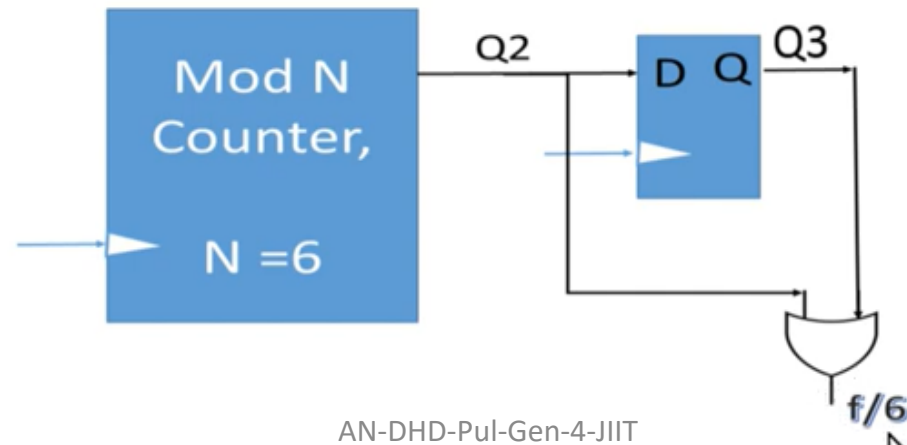 Mod N
Counter,
N =6
Q2
D Q
Q3
f/6
AN-DHD-Pul-Gen-4-JIIT